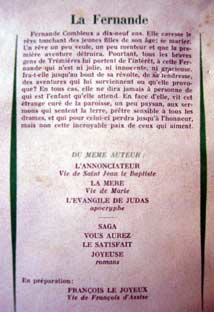 La Fernande
Fernande Combleux a dix-neuf ans. Elle caresse le
rêve touchant des jeunes filles de son âge: se marier.
Un rêve un peu veule, un peu menteur et que la pre-
mière aventure détruira. Pourtant, tous les bougres
gens de Trémières lui portent de l'intérêt, à cette Fer-
nande qui n'est ni jolie, ni innocente, ni gracieuse.
Ira-t-elle jusqu'au bout de sa révolte, de sa tendresse,
des aventures qui lui surviennent ou qu'elle provo-
que? En tous cas, elle ne dira jamais à personne de
qui est l'enfant qu'elle attend. En face d'elle, vit cet
étrange curé de la paroisse, un peu paysan, aux ser-
mons qui sentent la terre, prêtre sensible à tous les
drames, et qui pour celui-ci perdra jusqu'à l'honneur,
mais non cette incroyable paix de ceux qui aiment.
DU MEME AUTEUR
L'ANNONCIATEUR
Vie de Saint Jean le Baptiste
LA MERE
Vie de Marie
L'EVANGILE DE JUDAS
apocryphe
SAGA
VOUS AUREZ
LE SATISFAIT
JOYEUSE
romans
En préparation:
FRANÇOIS LE JOYEUX
Vie de François d'Assise